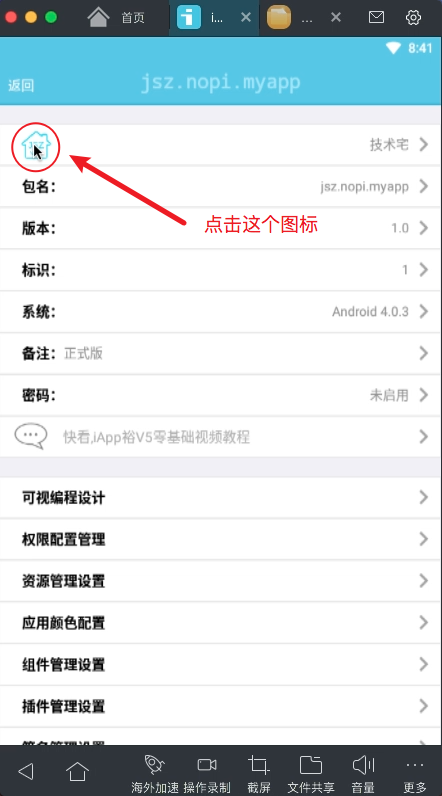 首页
i...
...
8:41
返回
jsz.nopi.myapp
技术宅
包名：
jsz.nopi.myapp
点击这个图标
版本：
1.0
标识：
1
系统：
Android 4.0.3
备注：正式版
密码：
未启用
快看,iApp裕V5零基础视频教程
可视编程设计
权限配置管理
资源管理设置
应用颜色配置
组件管理设置
插件管理设置
海外加速 操作录制 截屏 文件共享 音量 更多